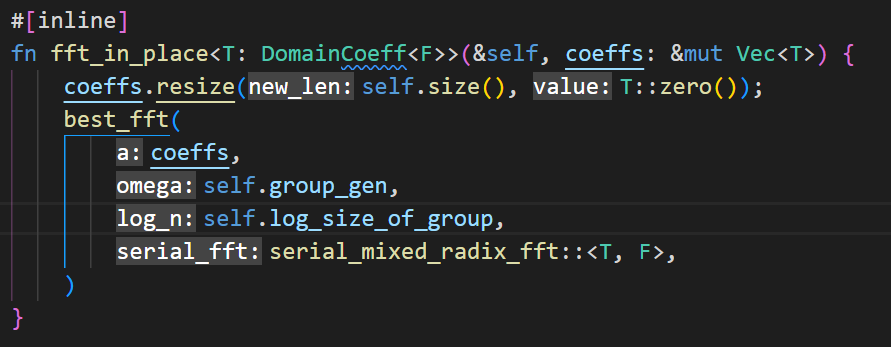 #[inline]
fn fft_in_place<T: DomainCoeff<F>>(&self, coeffs: &mut Vec<T>) {
coeffs.resize(new_len: self.size(), value: T::zero());
best_fft(
a: coeffs,
omega: self.group_gen,
log_n: self.log_size_of_group,
serial_fft: serial_mixed_radix_fft::<T, F>,
)
}